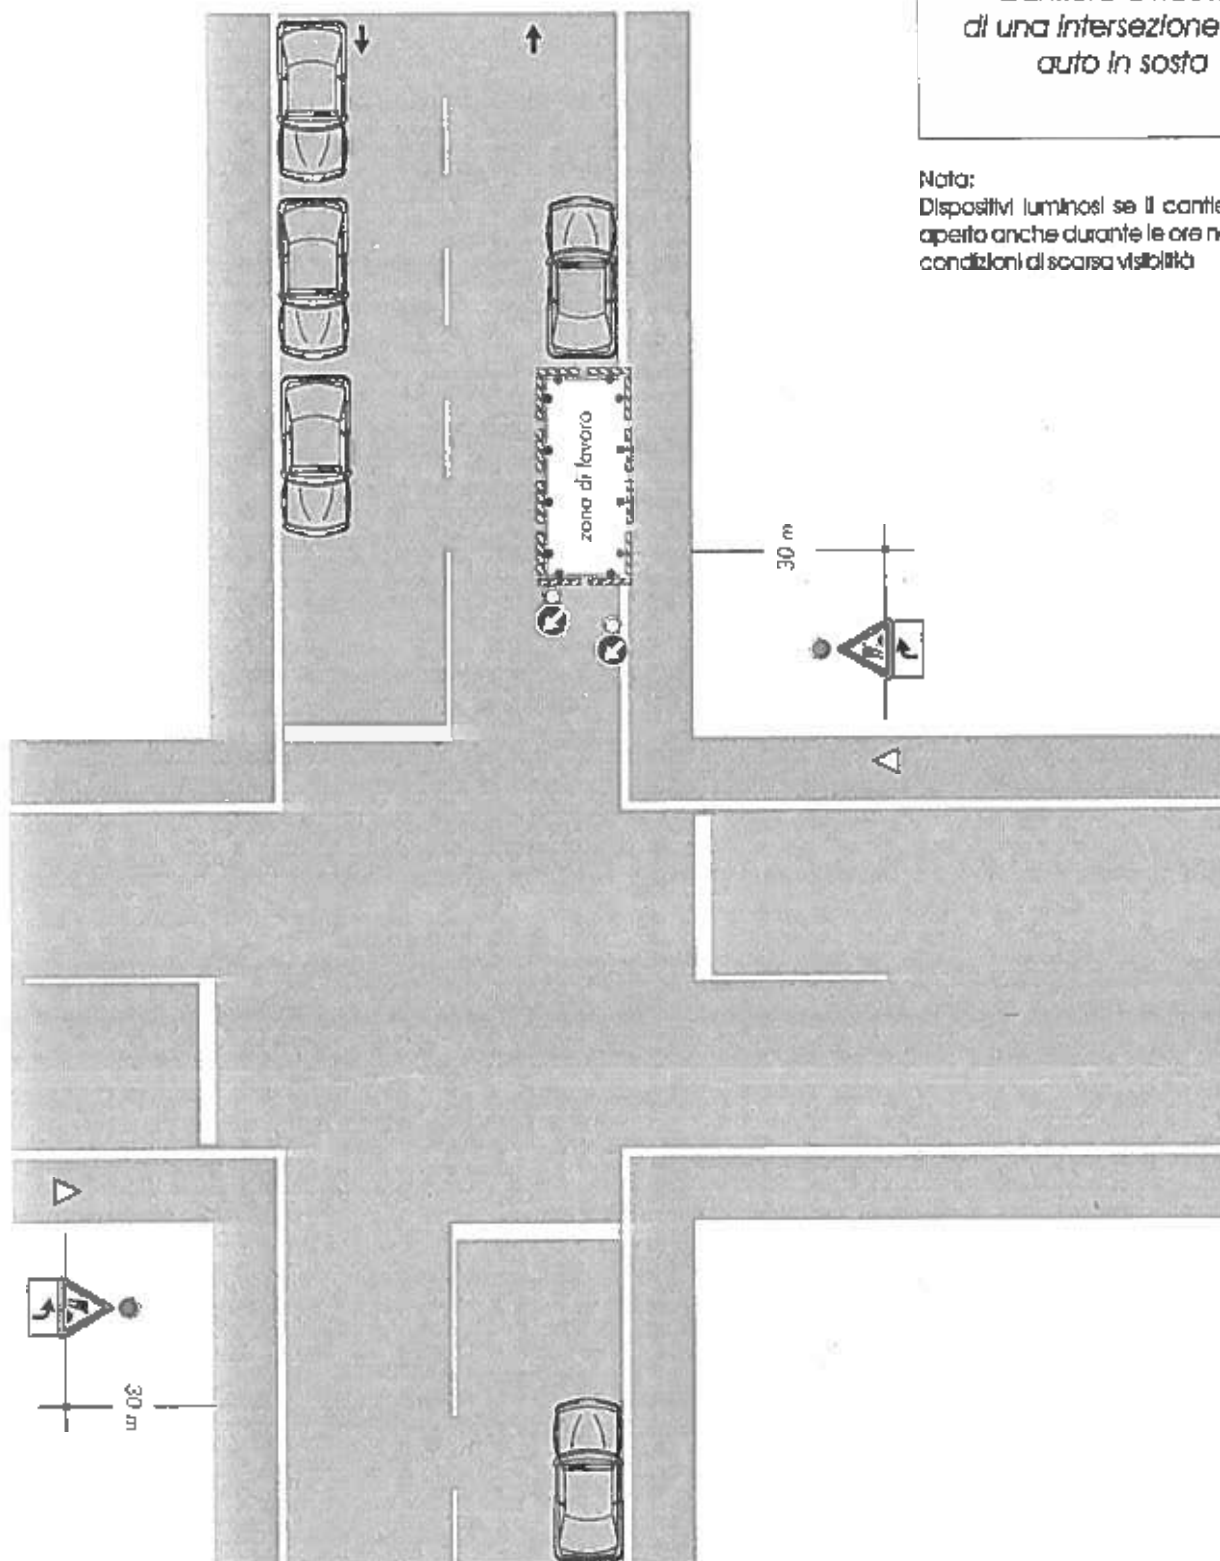 di una intersezione
auto in sosta
Nota:
Dispositivi luminosi se il
aperto anche durante le ore
condizioni di scarsa visibilità
zona di lavoro
30 m
30 m